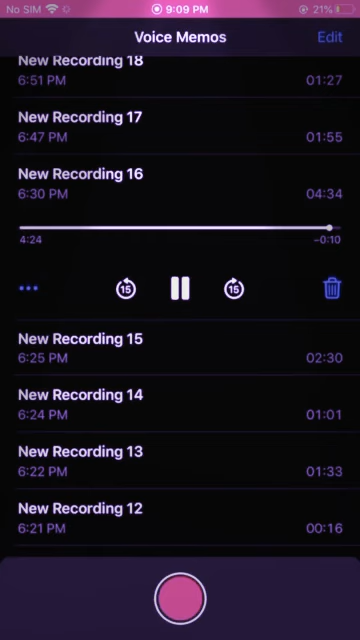 No SIM 9:09 PM 21%
Voice Memos Edit
New Recording 18
6:51 PM 01:27
New Recording 17
6:47 PM 01:55
New Recording 16
6:30 PM 04:34
4:24 −0:10
15 15
New Recording 15
6:25 PM 02:30
New Recording 14
6:24 PM 01:01
New Recording 13
6:22 PM 01:33
New Recording 12
6:21 PM 00:16